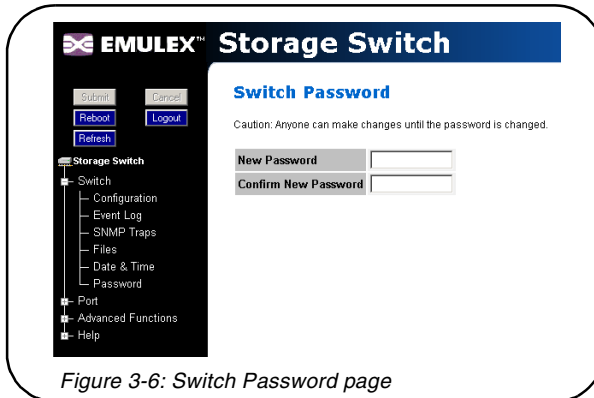 EMULEX™ Storage Switch
Submit Cancel
Reboot Logout
Refresh
Storage Switch
Switch
Configuration
Event Log
SNMP Traps
Files
Date & Time
Password
Port
Advanced Functions
Help
Switch Password
Caution: Anyone can make changes until the password is changed.
New Password
Confirm New Password
Figure 3-6: Switch Password page